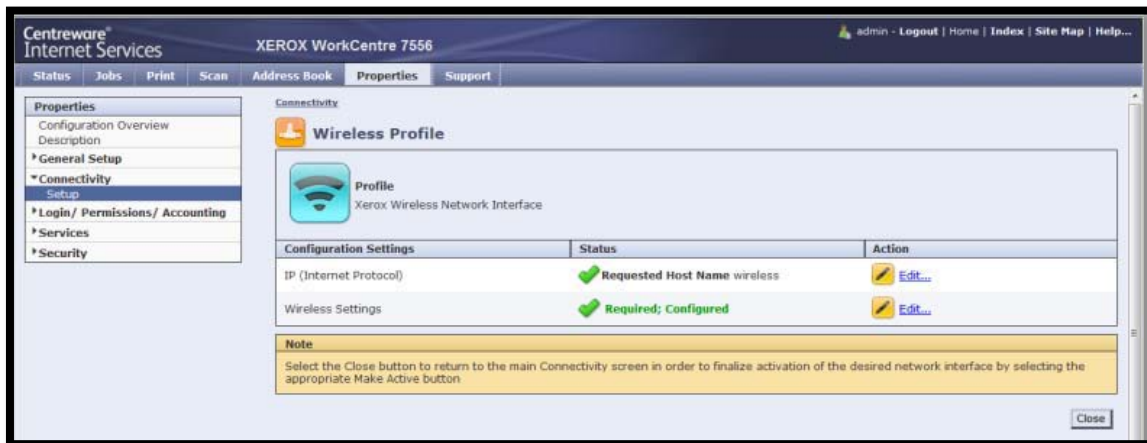 Centreware®
Internet Services
XEROX WorkCentre 7556
admin - Logout | Home | Index | Site Map | Help...
Status Jobs Print Scan Address Book Properties Support
Properties
Configuration Overview
Description
General Setup
Connectivity
Setup
Login/ Permissions/ Accounting
Services
Security
Connectivity
Wireless Profile
Profile
Xerox Wireless Network Interface
Configuration Settings Status Action
IP (Internet Protocol) Requested Host Name wireless Edit...
Wireless Settings Required; Configured Edit...
Note
Select the Close button to return to the main Connectivity screen in order to finalize activation of the desired network interface by selecting the
appropriate Make Active button
Close